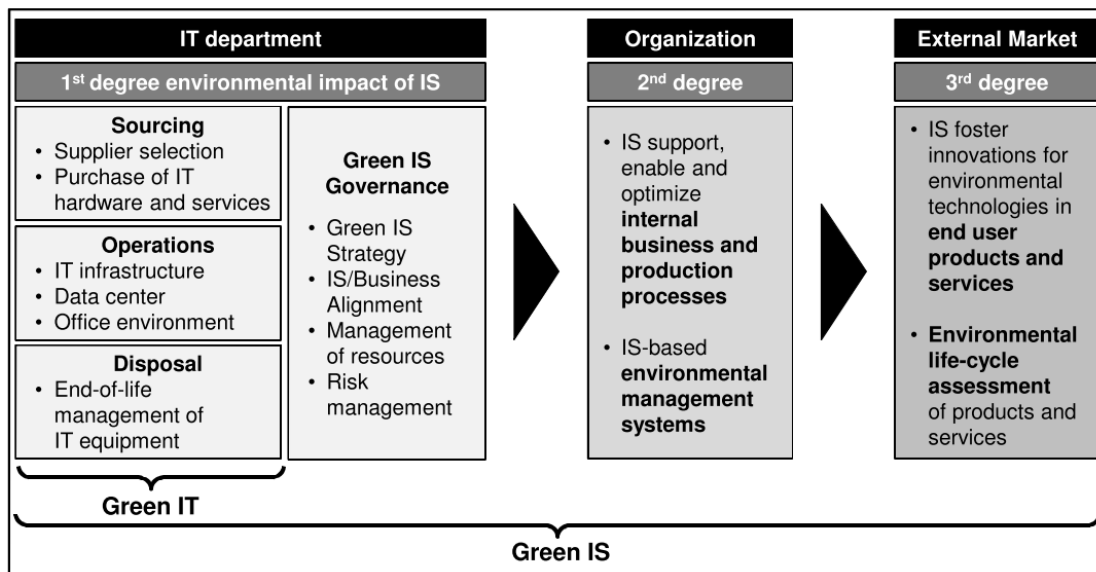 IT department
1st degree environmental impact of IS
Sourcing
• Supplier selection
• Purchase of IT
hardware and services
Operations
• IT infrastructure
• Data center
• Office environment
Disposal
• End-of-life
management of
IT equipment
Green IS
Governance
• Green IS
Strategy
• IS/Business
Alignment
• Management
of resources
• Risk
management
Organization
2nd degree
• IS support,
enable and
optimize
internal
business and
production
processes
• IS-based
environmental
management
systems
External Market
3rd degree
• IS foster
innovations for
environmental
technologies in
end user
products and
services
• Environmental
life-cycle
assessment
of products and
services
Green IT
Green IS